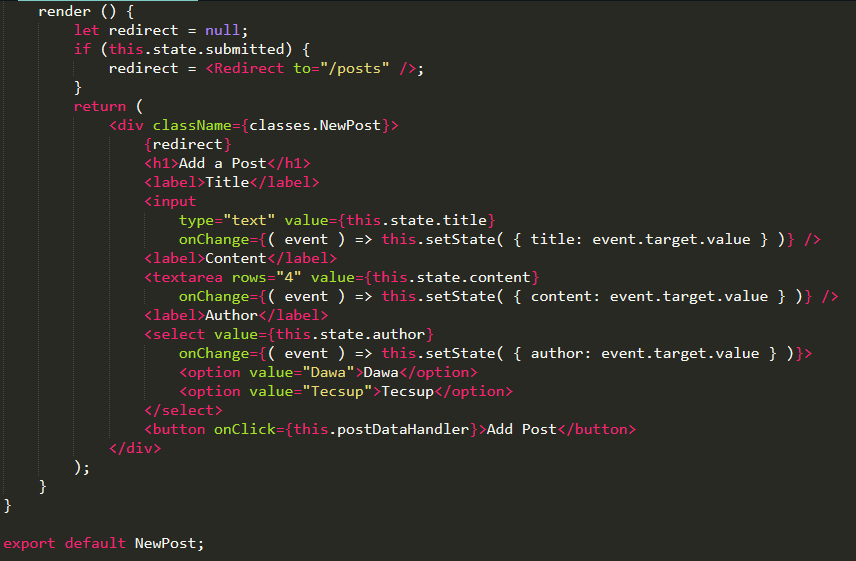 render () {
        let redirect = null;
        if (this.state.submitted) {
            redirect = <Redirect to="/posts" />;
        }
        return (
            <div className={classes.NewPost}>
                {redirect}
                <h1>Add a Post</h1>
                <label>Title</label>
                <input
                    type="text" value={this.state.title}
                    onChange={( event ) => this.setState( { title: event.target.value } )} />
                <label>Content</label>
                <textarea rows="4" value={this.state.content}
                    onChange={( event ) => this.setState( { content: event.target.value } )} />
                <label>Author</label>
                <select value={this.state.author}
                    onChange={( event ) => this.setState( { author: event.target.value } )}>
                    <option value="Dawa">Dawa</option>
                    <option value="Tecsup">Tecsup</option>
                </select>
                <button onClick={this.postDataHandler}>Add Post</button>
            </div>
        );
    }
}

export default NewPost;